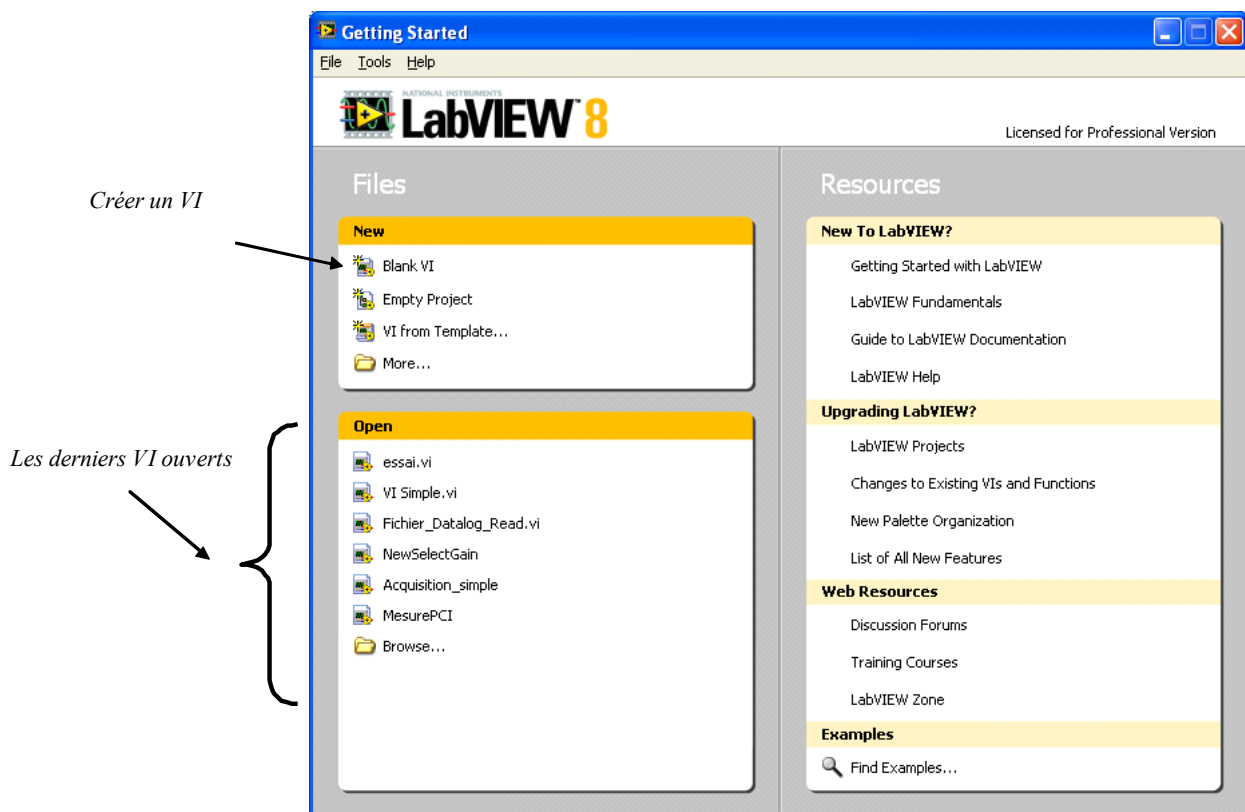 Getting Started
File Tools Help
NATIONAL INSTRUMENTS
LabVIEW™ 8
Licensed for Professional Version
Créer un VI
Les derniers VI ouverts
Files
New
Blank VI
Empty Project
VI from Template...
More...
Open
essai.vi
VI Simple.vi
Fichier_Datalog_Read.vi
NewSelectGain
Acquisition_simple
MesurePCI
Browse...
Resources
New To LabVIEW?
Getting Started with LabVIEW
LabVIEW Fundamentals
Guide to LabVIEW Documentation
LabVIEW Help
Upgrading LabVIEW?
LabVIEW Projects
Changes to Existing VIs and Functions
New Palette Organization
List of All New Features
Web Resources
Discussion Forums
Training Courses
LabVIEW Zone
Examples
Find Examples...